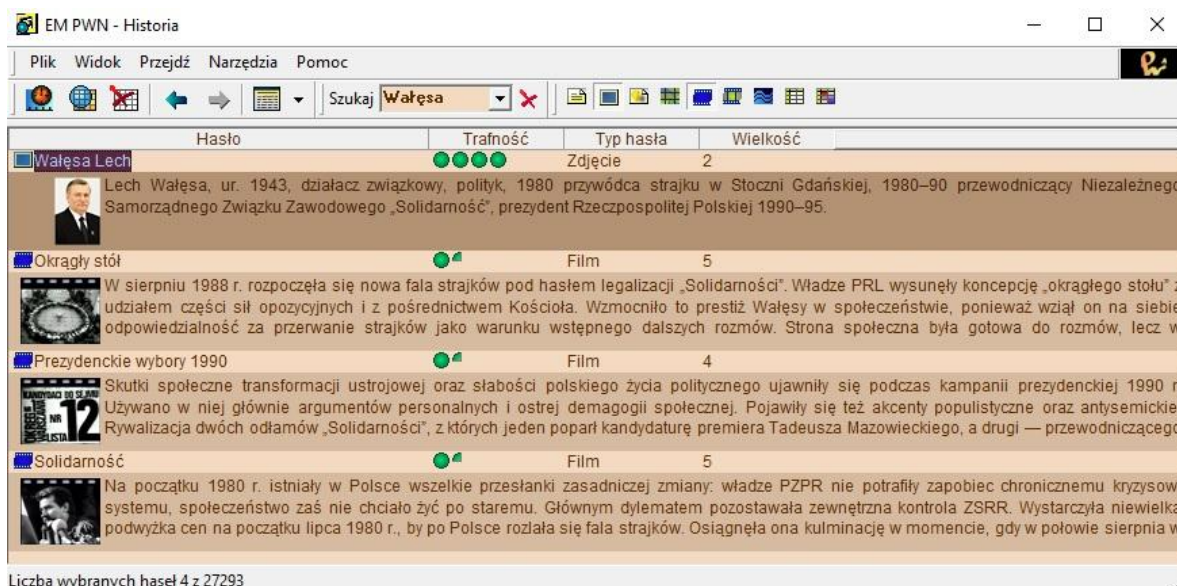 EM PWN - Historia
Plik Widok Przejdź Narzędzia Pomoc
Szukaj Wałęsa
Hasło Trafność Typ hasła Wielkość
Wałęsa Lech Zdjęcie 2
Lech Wałęsa, ur. 1943, działacz związkowy, polityk, 1980 przywódca strajku w Stoczni Gdańskiej, 1980–90 przewodniczący Niezależnego
Samorządnego Związku Zawodowego „Solidarność”, prezydent Rzeczpospolitej Polskiej 1990–95.
Okrągły stół Film 5
W sierpniu 1988 r. rozpoczęła się nowa fala strajków pod hasłem legalizacji „Solidarności”. Władze PRL wysunęły koncepcję „okrągłego stołu” z
udziałem części sił opozycyjnych i z pośrednictwem Kościoła. Wzmocniło to prestiż Wałęsy w społeczeństwie, ponieważ wziął on na siebie
odpowiedzialność za przerwanie strajków jako warunku wstępnego dalszych rozmów. Strona społeczna była gotowa do rozmów, lecz w
Prezydenckie wybory 1990 Film 4
Skutki społeczne transformacji ustrojowej oraz słabości polskiego życia politycznego ujawniły się podczas kampanii prezydenckiej 1990 r
Używano w niej głównie argumentów personalnych i ostrej demagogii społecznej. Pojawiły się też akcenty populistyczne oraz antysemickie
Rywalizacja dwóch odłamów „Solidarności”, z których jeden poparł kandydaturę premiera Tadeusza Mazowieckiego, a drugi — przewodniczącego
KANDYDACI DO SEJMU
NR 12
LISTA
Solidarność Film 5
Na początku 1980 r. istniały w Polsce wszelkie przesłanki zasadniczej zmiany: władze PZPR nie potrafiły zapobiec chronicznemu kryzysow
systemu, społeczeństwo zaś nie chciało żyć po staremu. Głównym dylematem pozostawała zewnętrzna kontrola ZSRR. Wystarczyła niewielka
podwyżka cen na początku lipca 1980 r., by po Polsce rozlała się fala strajków. Osiągnęła ona kulminację w momencie, gdy w połowie sierpnia w
Liczba wybranych haseł 4 z 27293